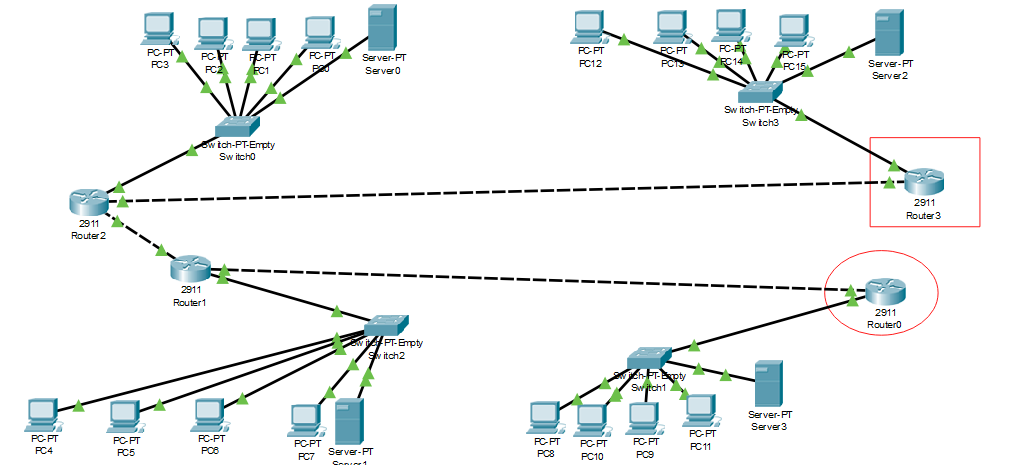 PC-PT
PC3
PC-PT
PC2
PC-PT
PC1
PC-PT
PC0
Server-PT
Server0
Switch-PT-Empty
Switch0
PC-PT
PC12
PC-PT
PC13
PC-PT
PC14
PC-PT
PC15
Server-PT
Server2
Switch-PT-Empty
Switch3
2911
Router2
2911
Router3
2911
Router1
2911
Router0
Switch-PT-Empty
Switch2
Switch-PT-Empty
Switch1
PC-PT
PC4
PC-PT
PC5
PC-PT
PC6
PC-PT
PC7
Server-PT
Server1
PC-PT
PC8
PC-PT
PC10
PC-PT
PC9
PC-PT
PC11
Server-PT
Server3